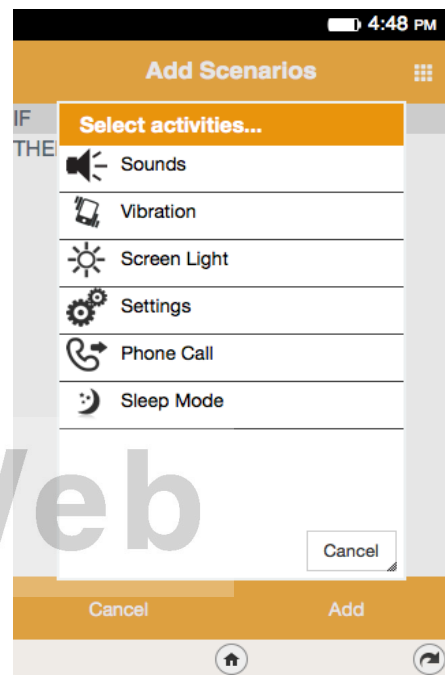 4:48 PM
Add Scenarios
IF
THE
Select activities...
Sounds
Vibration
Screen Light
Settings
Phone Call
Sleep Mode
Web
Cancel
Cancel Add